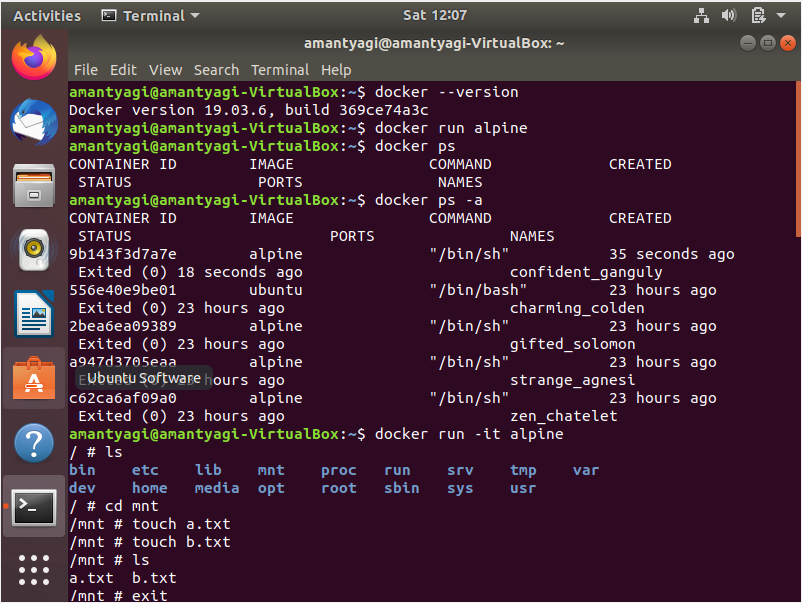 Activities Terminal Sat 12:07
amantyagi@amantyagi-VirtualBox: ~
File Edit View Search Terminal Help
amantyagi@amantyagi-VirtualBox:~$ docker --version
Docker version 19.03.6, build 369ce74a3c
amantyagi@amantyagi-VirtualBox:~$ docker run alpine
amantyagi@amantyagi-VirtualBox:~$ docker ps
CONTAINER ID        IMAGE               COMMAND             CREATED
 STATUS              PORTS               NAMES
amantyagi@amantyagi-VirtualBox:~$ docker ps -a
CONTAINER ID        IMAGE               COMMAND             CREATED
 STATUS                      PORTS               NAMES
9b143f3d7a7e        alpine              "/bin/sh"           35 seconds ago
 Exited (0) 18 seconds ago                       confident_ganguly
556e40e9be01        ubuntu              "/bin/bash"         23 hours ago
 Exited (0) 23 hours ago                         charming_colden
2bea6ea09389        alpine              "/bin/sh"           23 hours ago
 Exited (0) 23 hours ago                         gifted_solomon
a947d3705eaa        alpine              "/bin/sh"           23 hours ago
Ubuntu Software hours ago                         strange_agnesi
c62ca6af09a0        alpine              "/bin/sh"           23 hours ago
 Exited (0) 23 hours ago                         zen_chatelet
amantyagi@amantyagi-VirtualBox:~$ docker run -it alpine
/ # ls
bin    etc    lib    mnt    proc   run    srv    tmp    var
dev    home   media  opt    root   sbin   sys    usr
/ # cd mnt
/mnt # touch a.txt
/mnt # touch b.txt
/mnt # ls
a.txt  b.txt
/mnt # exit